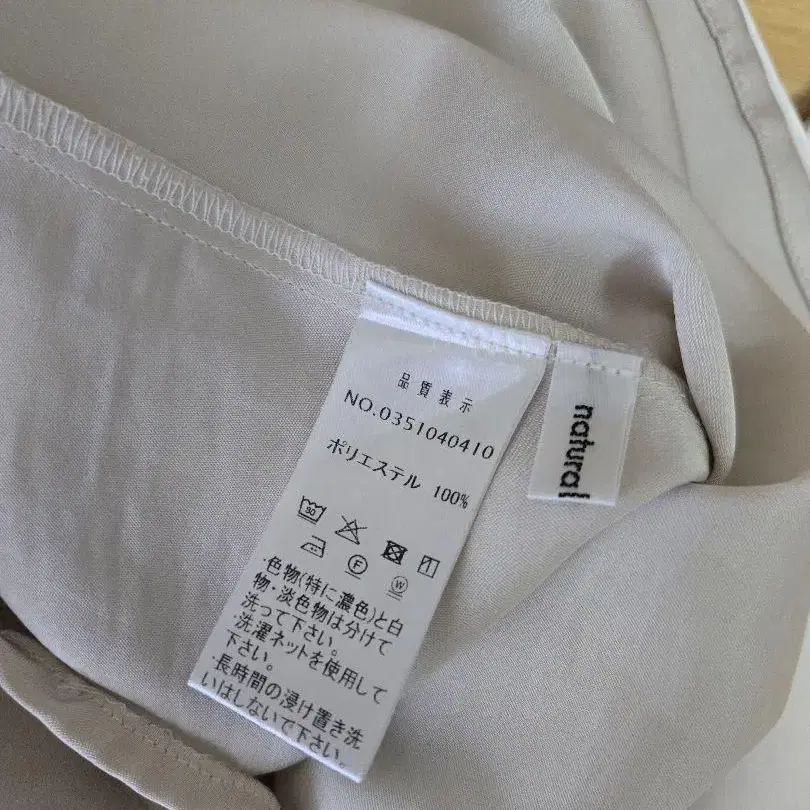 品質表示
NO.0351040410
ポリエステル 100%
50
F
W
・色物(特に濃色)と白
物・淡色物は分けて
洗って下さい。
・洗濯ネットを使用して
下さい。
・長時間の浸け置き洗
いはしないで下さい。
natural